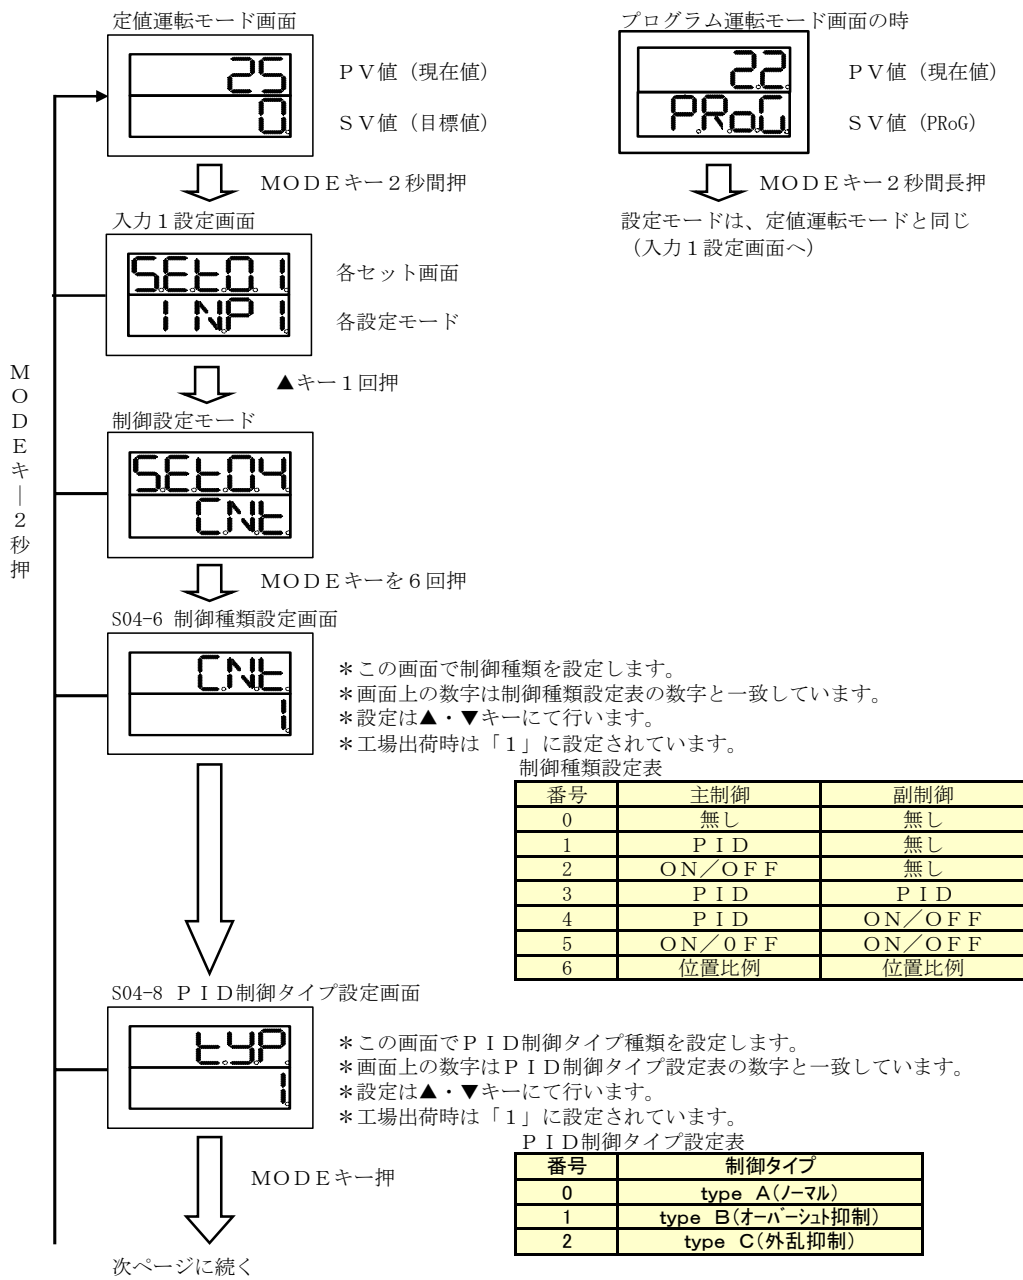 定値運転モード画面
25
0.
ＰＶ値（現在値）
ＳＶ値（目標値）
プログラム運転モード画面の時
22.
P.R.oG.
ＰＶ値（現在値）
ＳＶ値（PRoG）
ＭＯＤＥキー２秒間押
ＭＯＤＥキー２秒間長押
設定モードは、定値運転モードと同じ
（入力１設定画面へ）
入力１設定画面
SEt01
INP1
各セット画面
各設定モード
▲キー１回押
ＭＯＤＥキー２秒押
制御設定モード
SEt04
CNt
ＭＯＤＥキーを６回押
S04-6 制御種類設定画面
CNt
1
＊この画面で制御種類を設定します。
＊画面上の数字は制御種類設定表の数字と一致しています。
＊設定は▲・▼キーにて行います。
＊工場出荷時は「１」に設定されています。
制御種類設定表
番号 主制御 副制御
0 無し 無し
1 ＰＩＤ 無し
2 ＯＮ／ＯＦＦ 無し
3 ＰＩＤ ＰＩＤ
4 ＰＩＤ ＯＮ／ＯＦＦ
5 ＯＮ／０ＦＦ ＯＮ／ＯＦＦ
6 位置比例 位置比例
S04-8 ＰＩＤ制御タイプ設定画面
tyP
1
＊この画面でＰＩＤ制御タイプ種類を設定します。
＊画面上の数字はＰＩＤ制御タイプ設定表の数字と一致しています。
＊設定は▲・▼キーにて行います。
＊工場出荷時は「１」に設定されています。
ＰＩＤ制御タイプ設定表
番号 制御タイプ
0 type A(ﾉｰﾏﾙ)
1 type B(ｵｰﾊﾞｰｼｭﾄ抑制)
2 type C(外乱抑制)
ＭＯＤＥキー押
次ページに続く